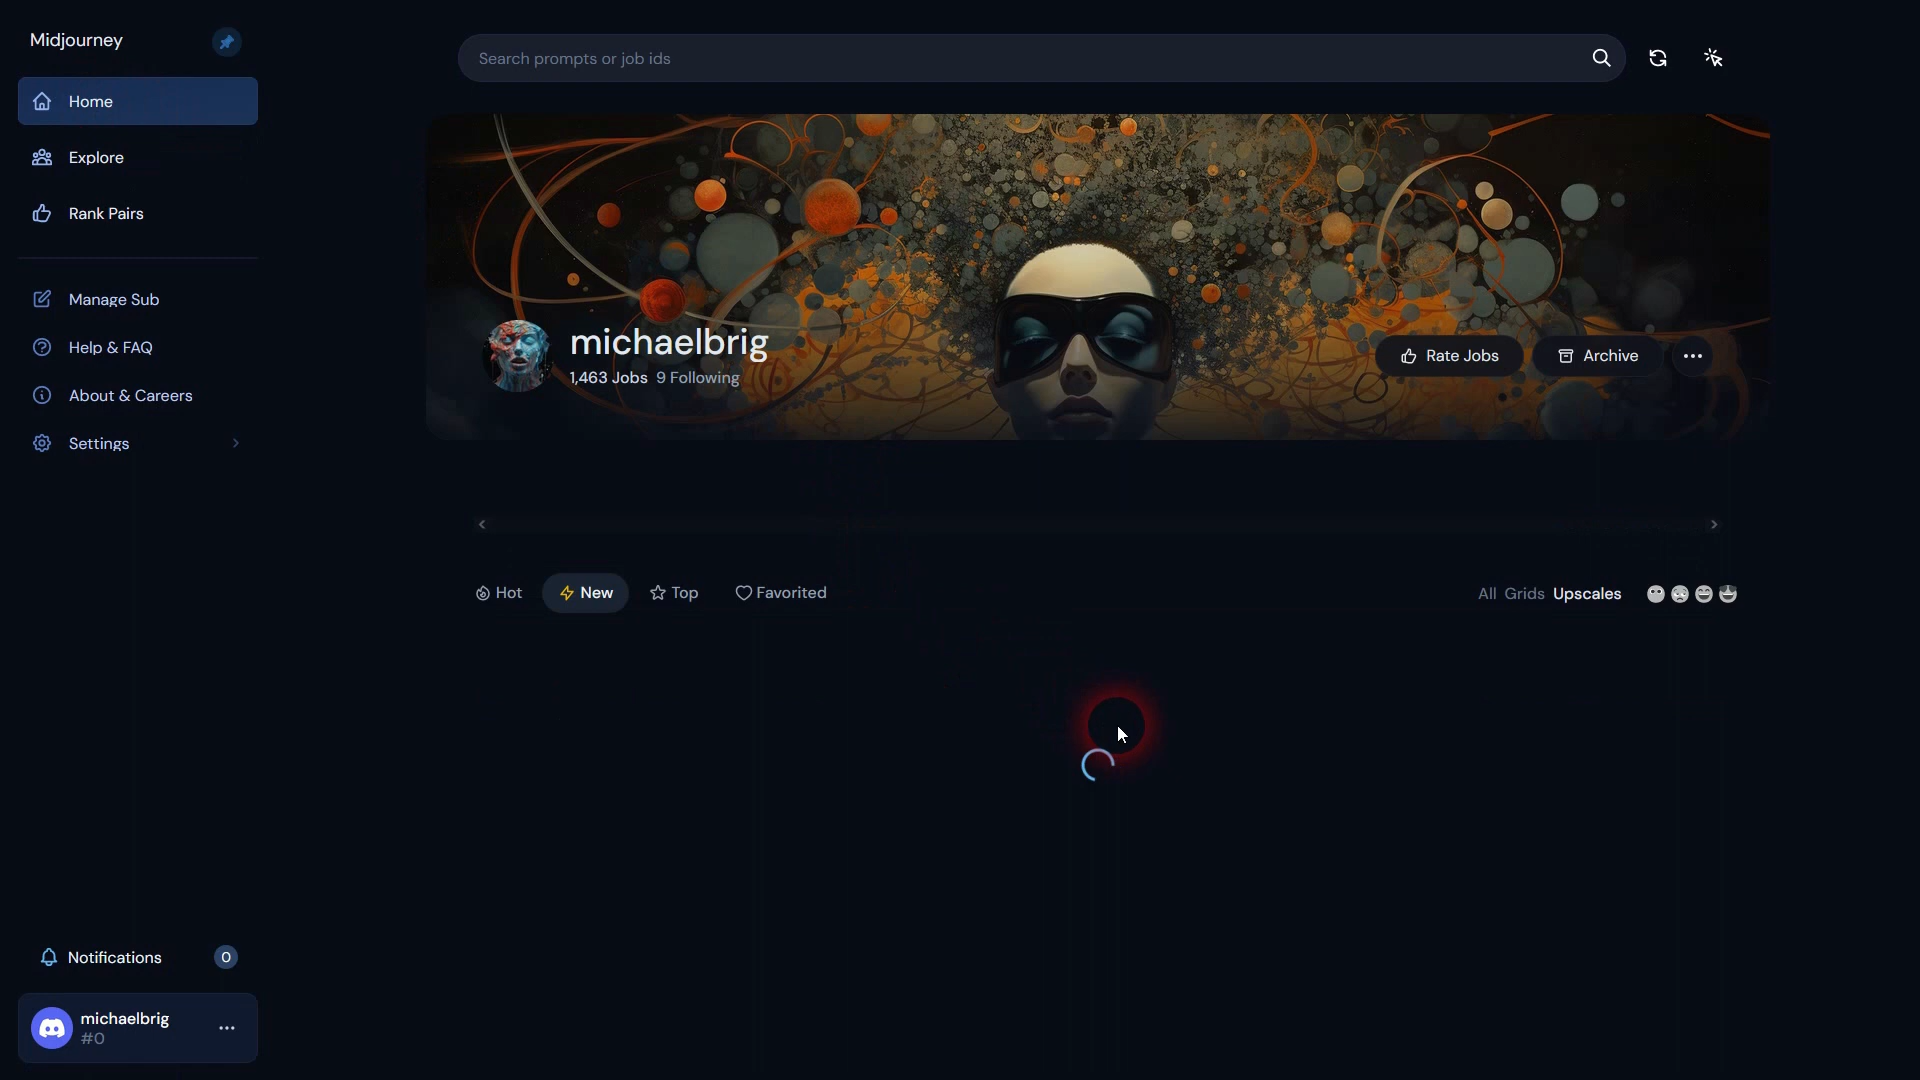 Midjourney
Search prompts or job ids
Home
Explore
Rank Pairs
Manage Sub
Help & FAQ
About & Careers
Settings
michaelbrig
1,463 Jobs 9 Following
Rate Jobs
Archive
Hot
New
Top
Favorited
All Grids Upscales
Notifications
0
michaelbrig
#0